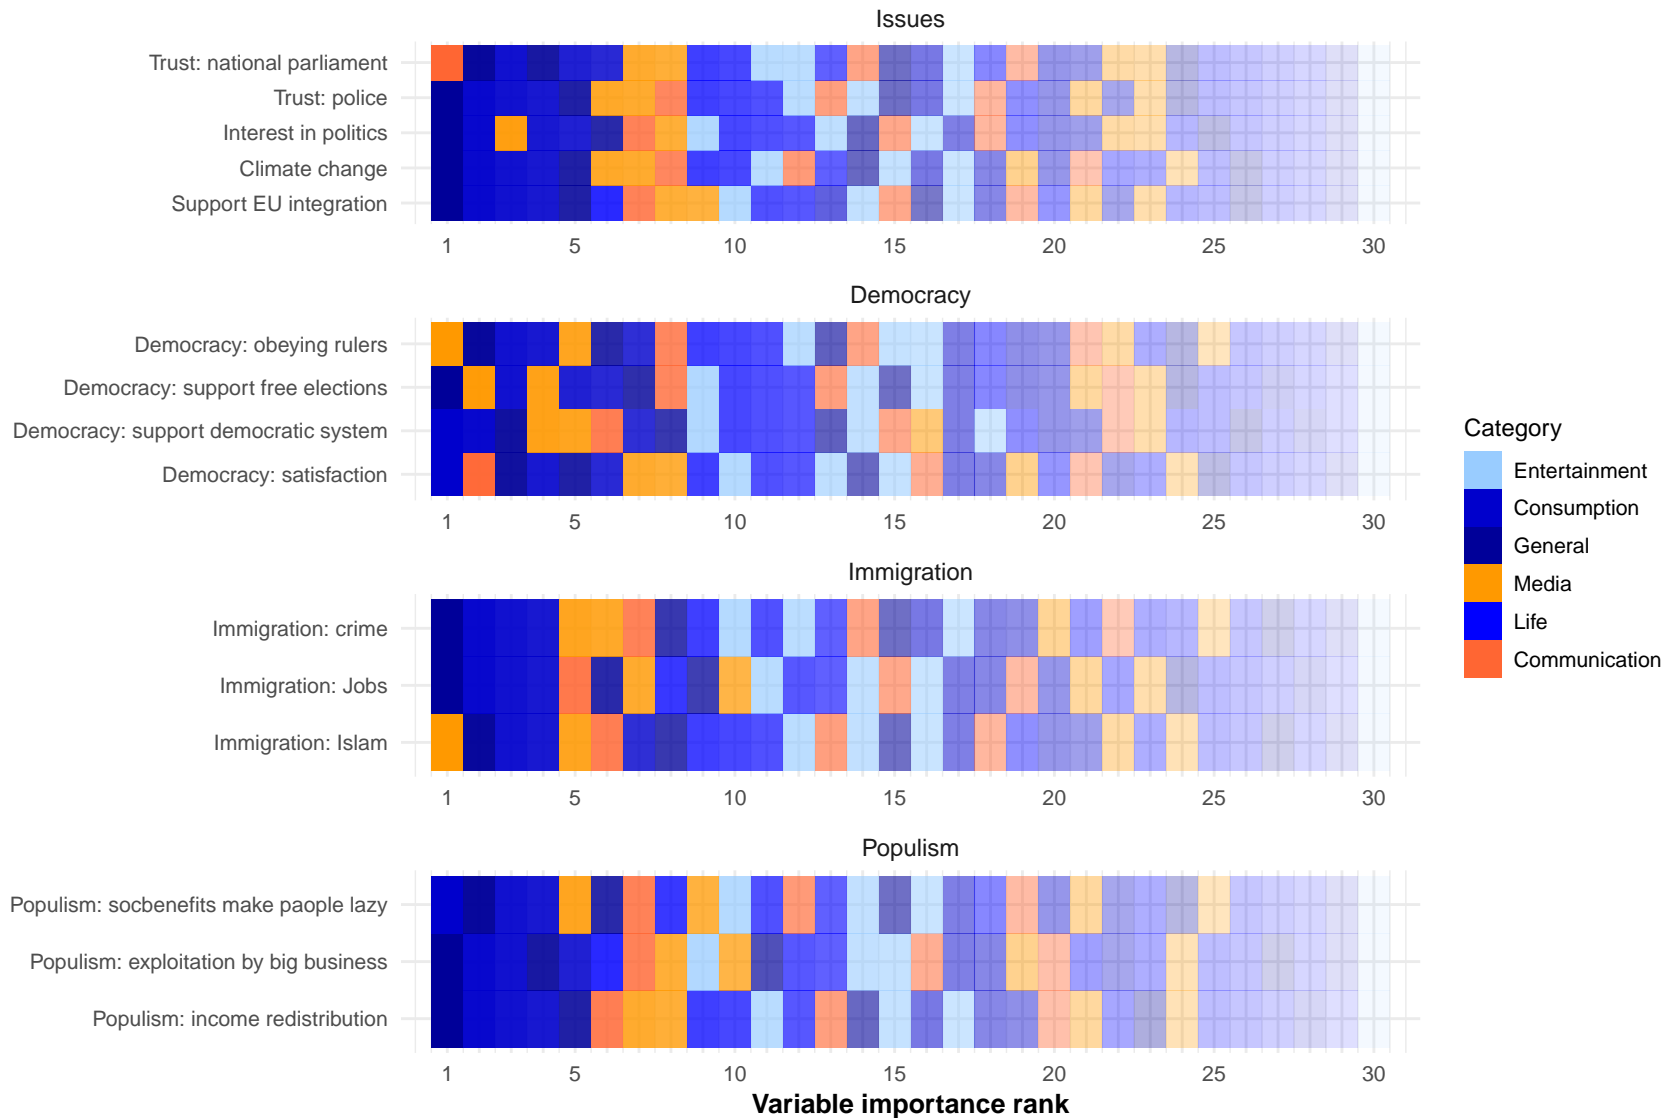 Issues
Trust: national parliament
Trust: police
Interest in politics
Climate change
Support EU integration
1 5 10 15 20 25 30
Democracy
Democracy: obeying rulers
Democracy: support free elections
Democracy: support democratic system
Democracy: satisfaction
1 5 10 15 20 25 30
Immigration
Immigration: crime
Immigration: Jobs
Immigration: Islam
1 5 10 15 20 25 30
Populism
Populism: socbenefits make paople lazy
Populism: exploitation by big business
Populism: income redistribution
1 5 10 15 20 25 30
Variable importance rank
Category
Entertainment
Consumption
General
Media
Life
Communication